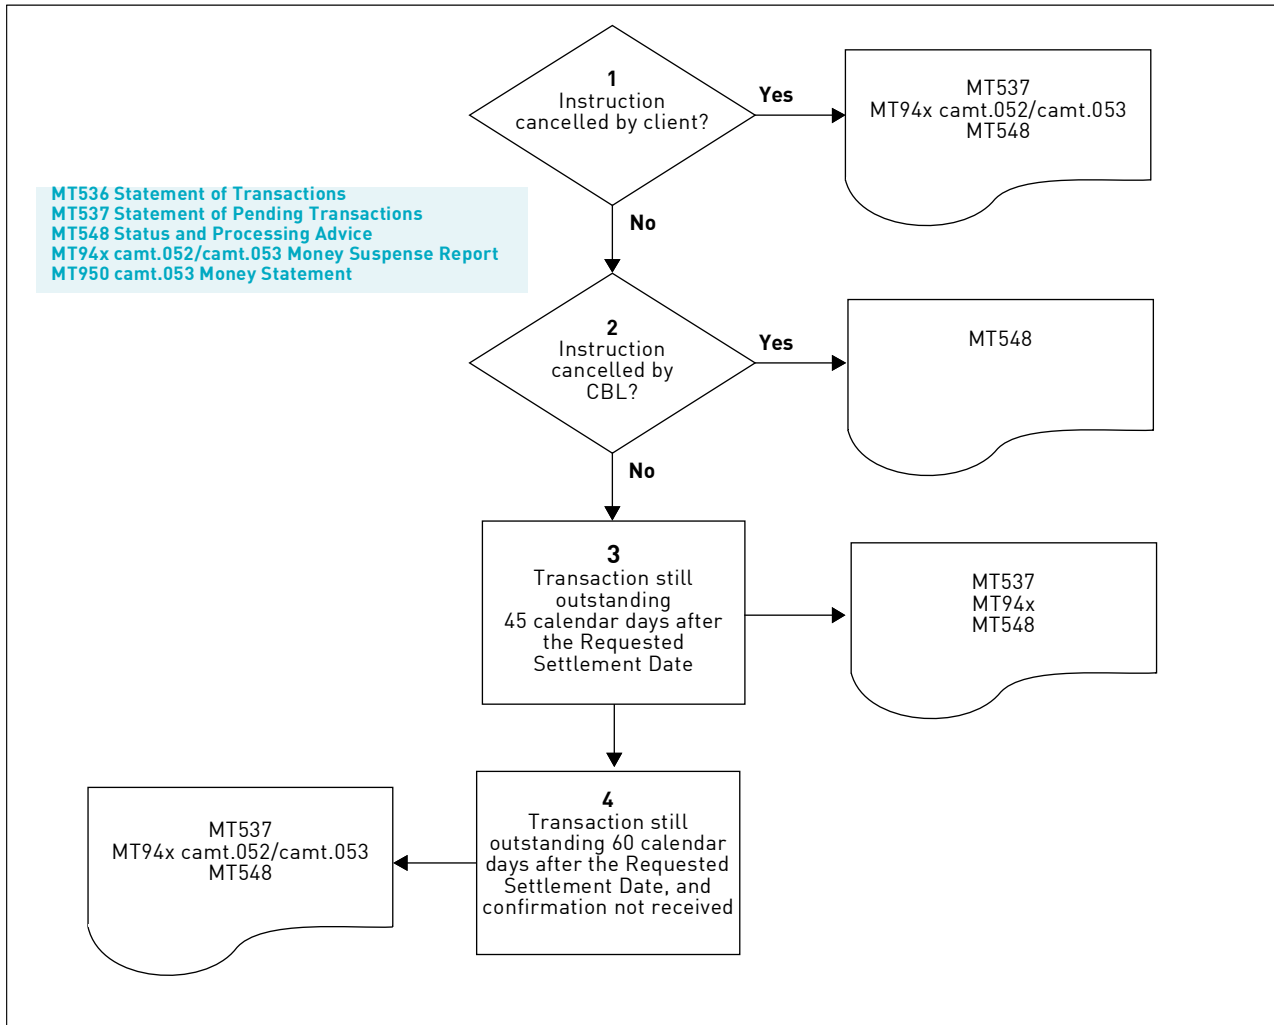 1
Instruction
cancelled by client?
Yes
MT537
MT94x camt.052/camt.053
MT548
MT536 Statement of Transactions
MT537 Statement of Pending Transactions
MT548 Status and Processing Advice
MT94x camt.052/camt.053 Money Suspense Report
MT950 camt.053 Money Statement
No
2
Instruction
cancelled by
CBL?
Yes
MT548
No
3
Transaction still
outstanding
45 calendar days after
the Requested
Settlement Date
MT537
MT94x
MT548
4
Transaction still
outstanding 60 calendar
days after the Requested
Settlement Date, and
confirmation not received
MT537
MT94x camt.052/camt.053
MT548